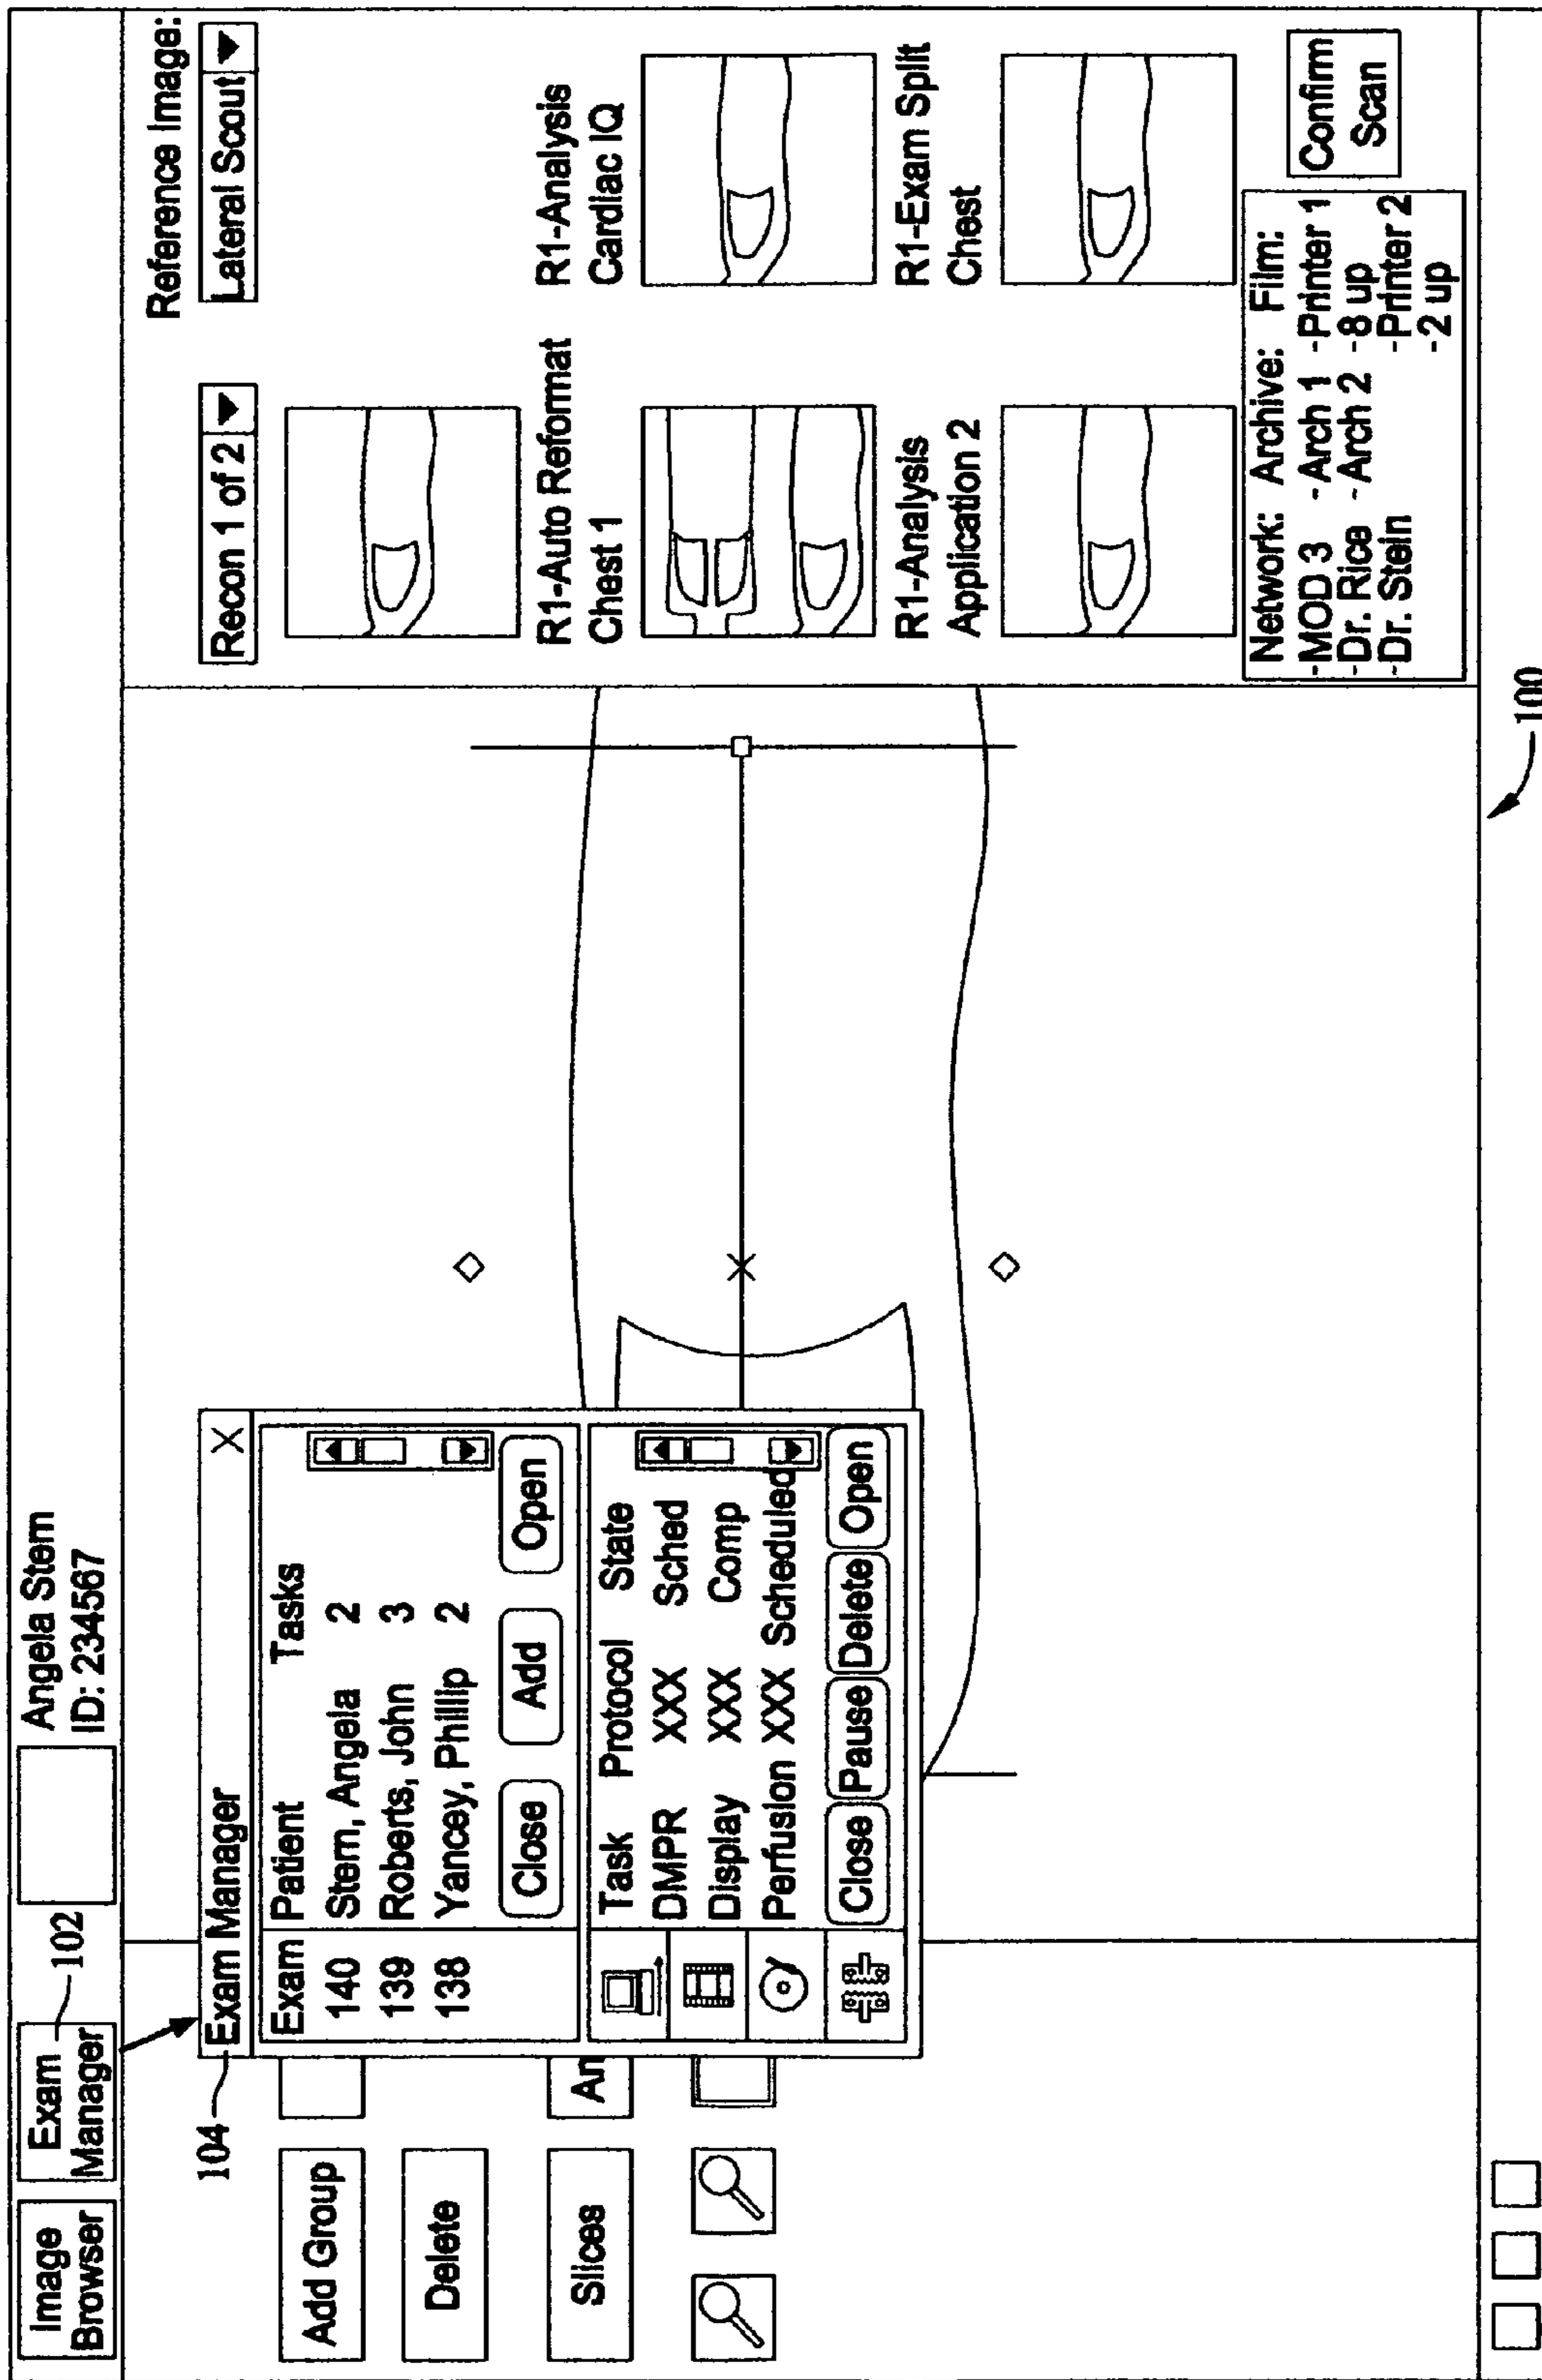 Image
Browser
Exam
Manager
102
Angela Stern
ID: 234567
104
Exam Manager X
Exam Patient Tasks
140 Stern, Angela 2
139 Roberts, John 3
138 Yancey, Phillip 2
Close Add Open
Task Protocol State
DMPR XXX Sched
Display XXX Comp
Perfusion XXX Scheduled
Close Pause Delete Open
Add Group
Delete
Slices
An
Reference Image:
Recon 1 of 2
Lateral Scout
R1-Auto Reformat
Chest 1
R1-Analysis
Cardiac IQ
R1-Analysis
Application 2
R1-Exam Split
Chest
Network: Archive: Film:
-MOD 3 -Arch 1 -Printer 1
-Dr. Rice -Arch 2 -8 up
-Dr. Stein -Printer 2
-2 up
Confirm
Scan
100